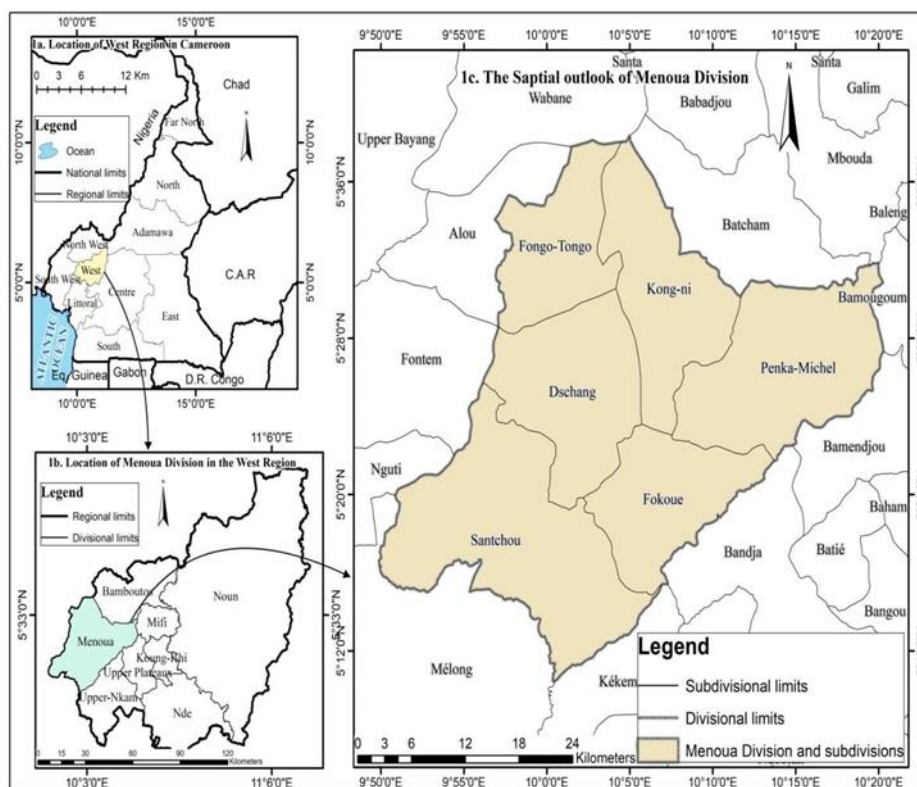 10°0'0"E 15°0'0"E
1a. Location of West Region in Cameroon
0 3 6 12 Km
Chad
Nigeria
Far North
Legend
Ocean
National limits
Regional limits
10°0'0"N
10°0'0"N
North
Adamawa
North West
West
C.A.R
5°0'0"N
5°0'0"N
South West
Centre
Littoral
East
ATLANTIC
OCEAN
South
Eq. Guinea
Gabon
D.R. Congo
10°0'0"E 15°0'0"E
10°3'0"E 11°6'0"E
1b. Location of Menoua Division in the West Region
Legend
Regional limits
Divisional limits
Bamboutos
Noun
5°33'0"N
5°33'0"N
Mifi
Menoua
Koung-Khi
Upper Plateaux
Upper-Nkam
Nde
0 15 30 60 90 120
Kilometers
10°3'0"E 11°6'0"E
9°50'0"E 9°55'0"E 10°0'0"E 10°5'0"E 10°10'0"E 10°15'0"E 10°20'0"E
Santa
Santa
1c. The Saptial outlook of Menoua Division
N
Galim
Wabane
Babadjou
Upper Bayang
Mbouda
5°36'0"N
Baleng
Batcham
Alou
Fongo-Tongo
Kong-ni
Bamougoum
5°28'0"N
Fontem
Penka-Michel
Dschang
Bamendjou
Nguti
5°20'0"N
Fokoue
Baham
Santchou
Bandja
Batié
Bangou
5°12'0"N
Mélong
Kékem
Legend
Subdivisional limits
Divisional limits
Menoua Division and subdivisions
0 3 6 12 18 24
Kilometers
9°50'0"E 9°55'0"E 10°0'0"E 10°5'0"E 10°10'0"E 10°15'0"E 10°20'0"E